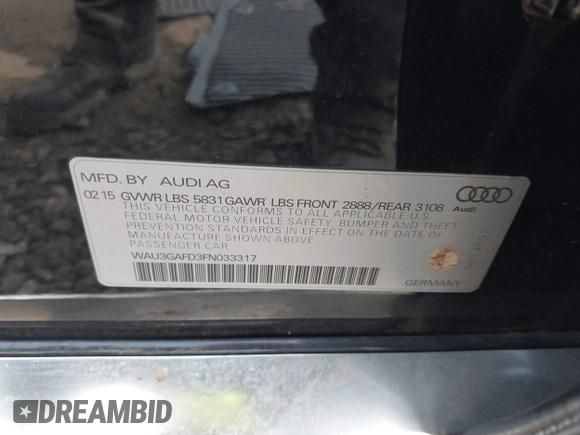 MFD. BY AUDI AG
02 15 GVWR LBS 5831 GAWR LBS FRONT 2888/REAR 3108
THIS VEHICLE CONFORMS TO ALL APPLICABLE U.S.
FEDERAL MOTOR VEHICLE SAFETY, BUMPER AND THEFT
PREVENTION STANDARDS IN EFFECT ON THE DATE OF
MANUFACTURE SHOWN ABOVE.
PASSENGER CAR
WAU3GAFD3FN033317
Audi
GERMANY
DREAMBID